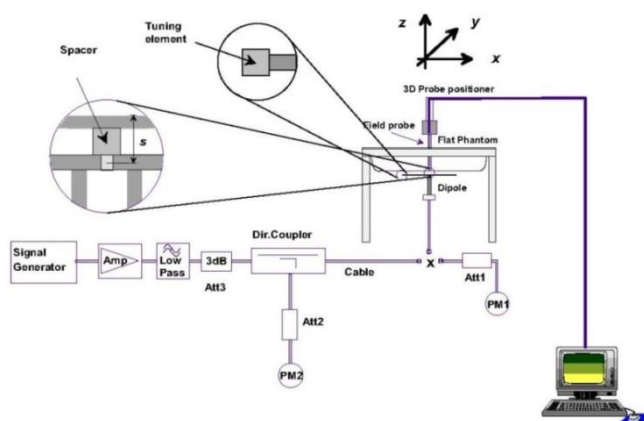 Tuning
element
Spacer
s
z
y
x
3D Probe positioner
Field probe
Flat Phantom
Dipole
Signal
Generator
Amp
Low
Pass
3dB
Att3
Dir.Coupler
Cable
x
Att1
PM1
Att2
PM2